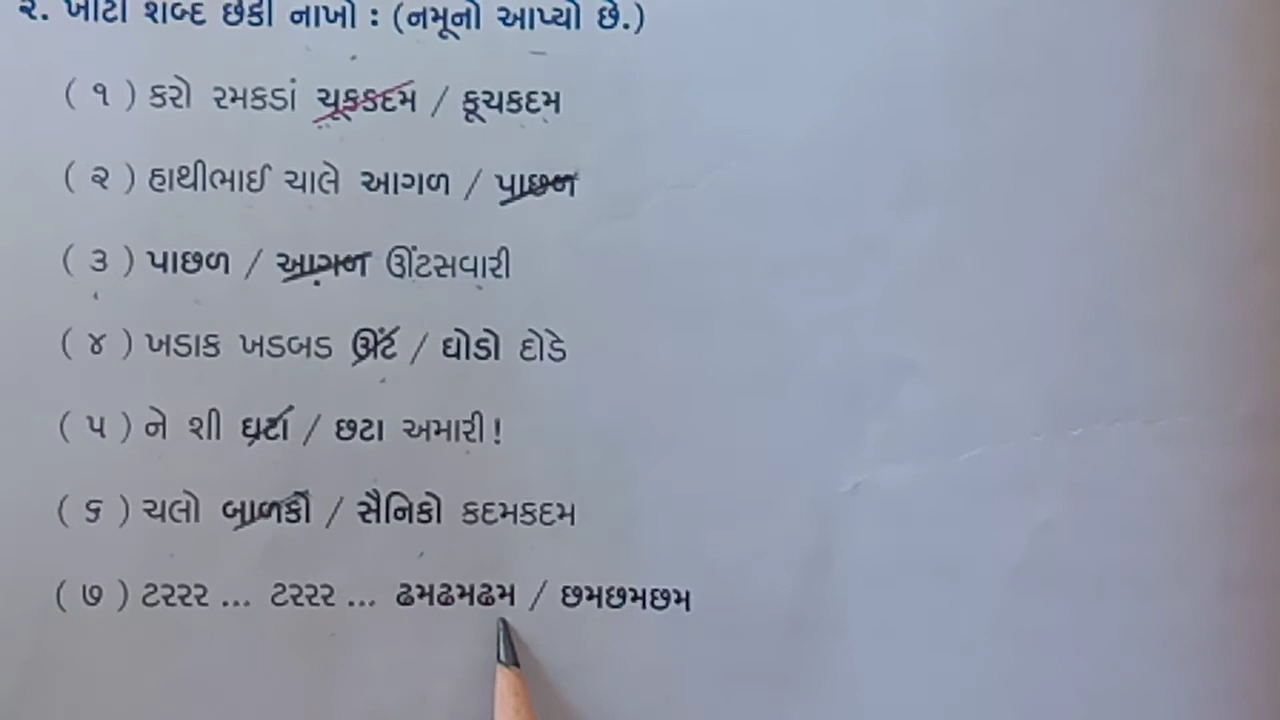 ૨. ખોટો શબ્દ છેકી નાખો : (નમૂનો આપ્યો છે.)
( ૧ ) કરો રમકડાં ચૂકકદમ / કૂચકદમ
( ૨ ) હાથીભાઈ ચાલે આગળ / પાછળ
( ૩ ) પાછળ / આગળ ઊંટસવારી
( ૪ ) ખડાક ખડબડ ઊંટ / ઘોડો દોડે
( ૫ ) ને શી ઘટા / છટા અમારી!
( ૬ ) ચલો બાળકો / સૈનિકો કદમકદમ
( ૭ ) ટરરર ... ટરરર ... ઢમઢમઢમ / છમછમછમ